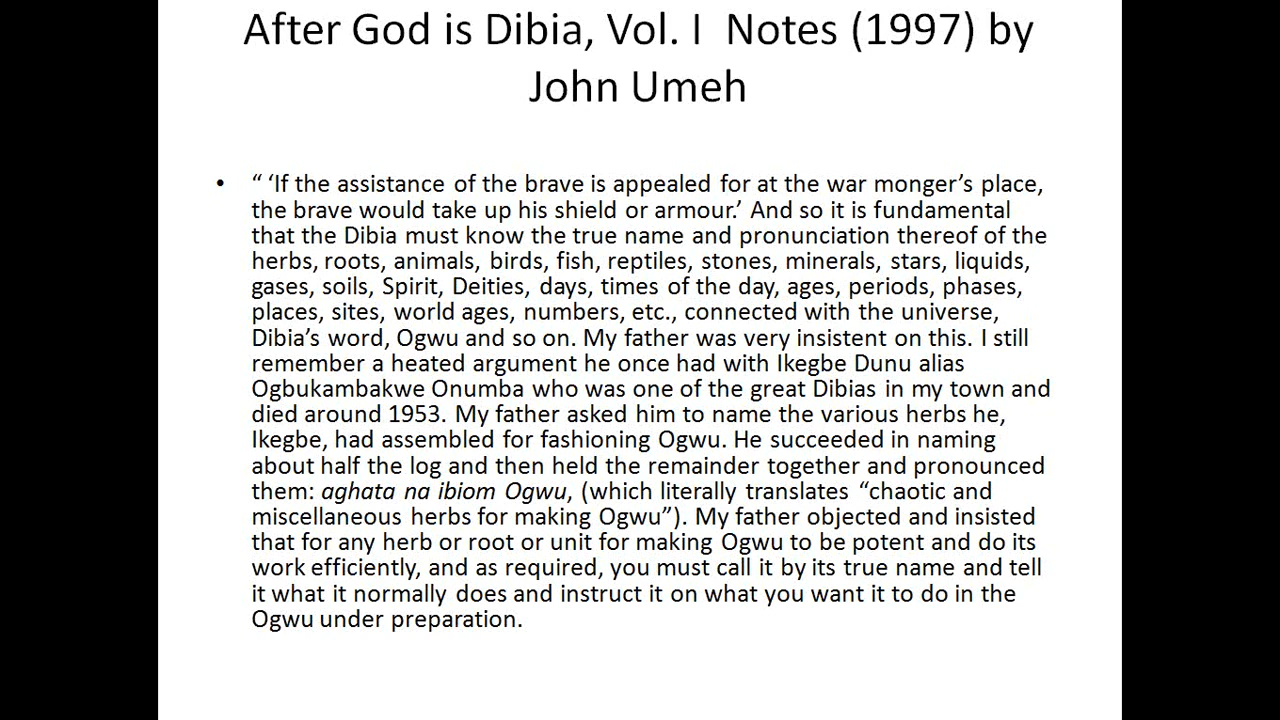 After God is Dibia, Vol. I  Notes (1997) by
John Umeh
• “ ‘If the assistance of the brave is appealed for at the war monger’s place,
the brave would take up his shield or armour.’ And so it is fundamental
that the Dibia must know the true name and pronunciation thereof of the
herbs, roots, animals, birds, fish, reptiles, stones, minerals, stars, liquids,
gases, soils, Spirit, Deities, days, times of the day, ages, periods, phases,
places, sites, world ages, numbers, etc., connected with the universe,
Dibia’s word, Ogwu and so on. My father was very insistent on this. I still
remember a heated argument he once had with Ikegbe Dunu alias
Ogbukambakwe Onumba who was one of the great Dibias in my town and
died around 1953. My father asked him to name the various herbs he,
Ikegbe, had assembled for fashioning Ogwu. He succeeded in naming
about half the log and then held the remainder together and pronounced
them: aghata na ibiom Ogwu, (which literally translates “chaotic and
miscellaneous herbs for making Ogwu”). My father objected and insisted
that for any herb or root or unit for making Ogwu to be potent and do its
work efficiently, and as required, you must call it by its true name and tell
it what it normally does and instruct it on what you want it to do in the
Ogwu under preparation.